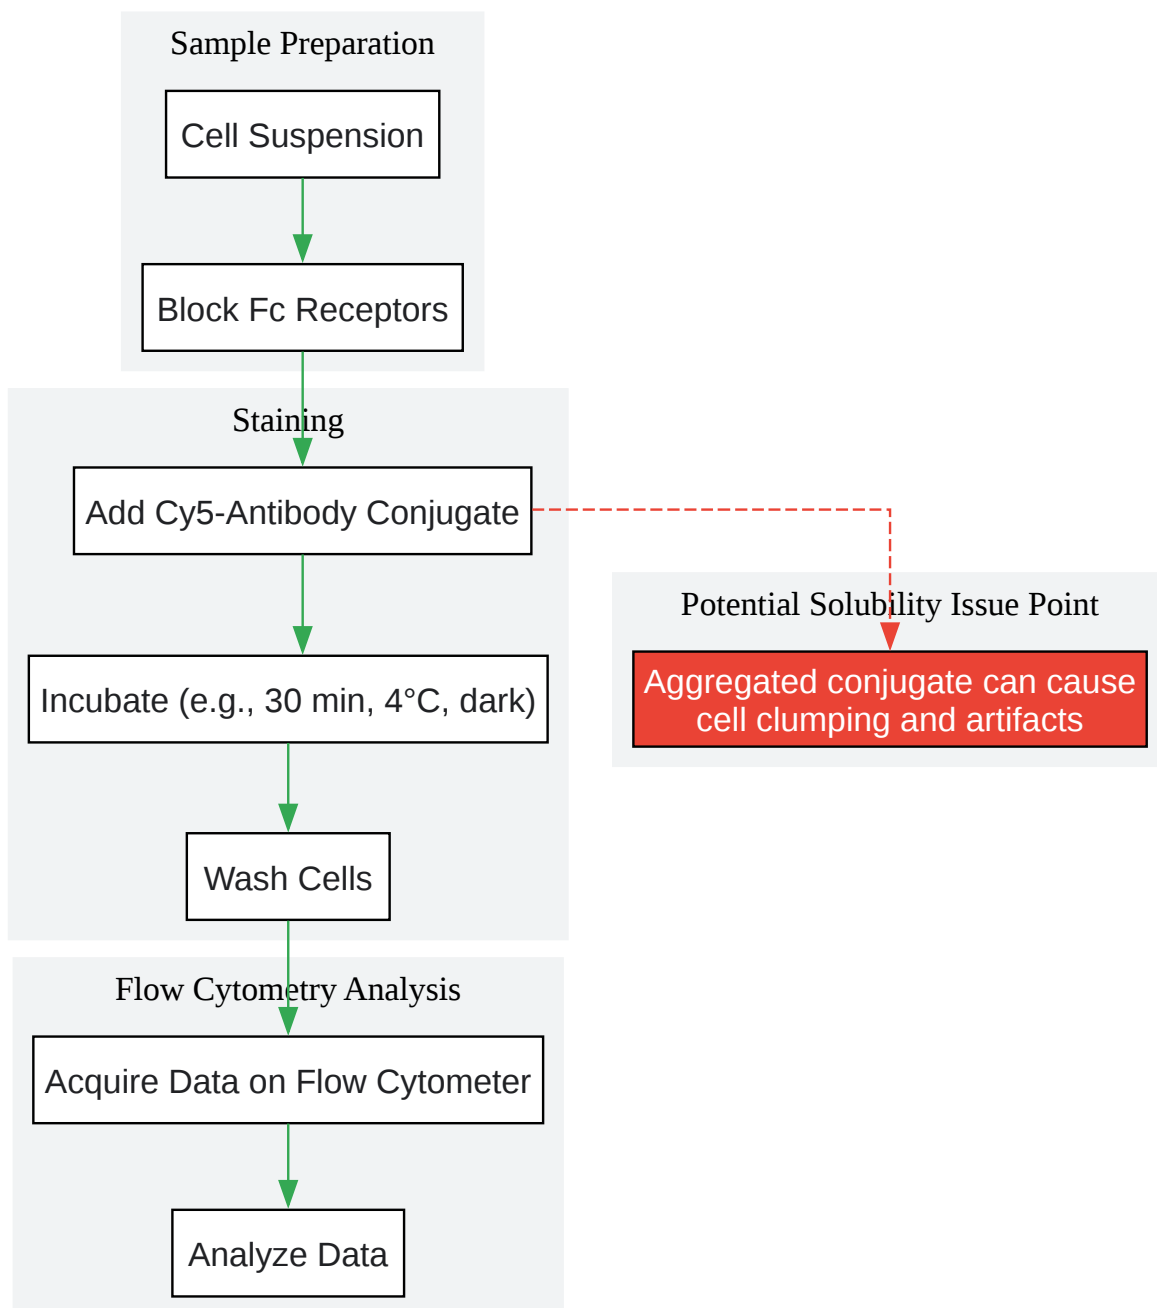 Sample Preparation
Cell Suspension
Block Fc Receptors
Staining
Add Cy5-Antibody Conjugate
Potential Solubility Issue Point
Aggregated conjugate can cause
cell clumping and artifacts
Incubate (e.g., 30 min, 4°C, dark)
Wash Cells
Flow Cytometry Analysis
Acquire Data on Flow Cytometer
Analyze Data